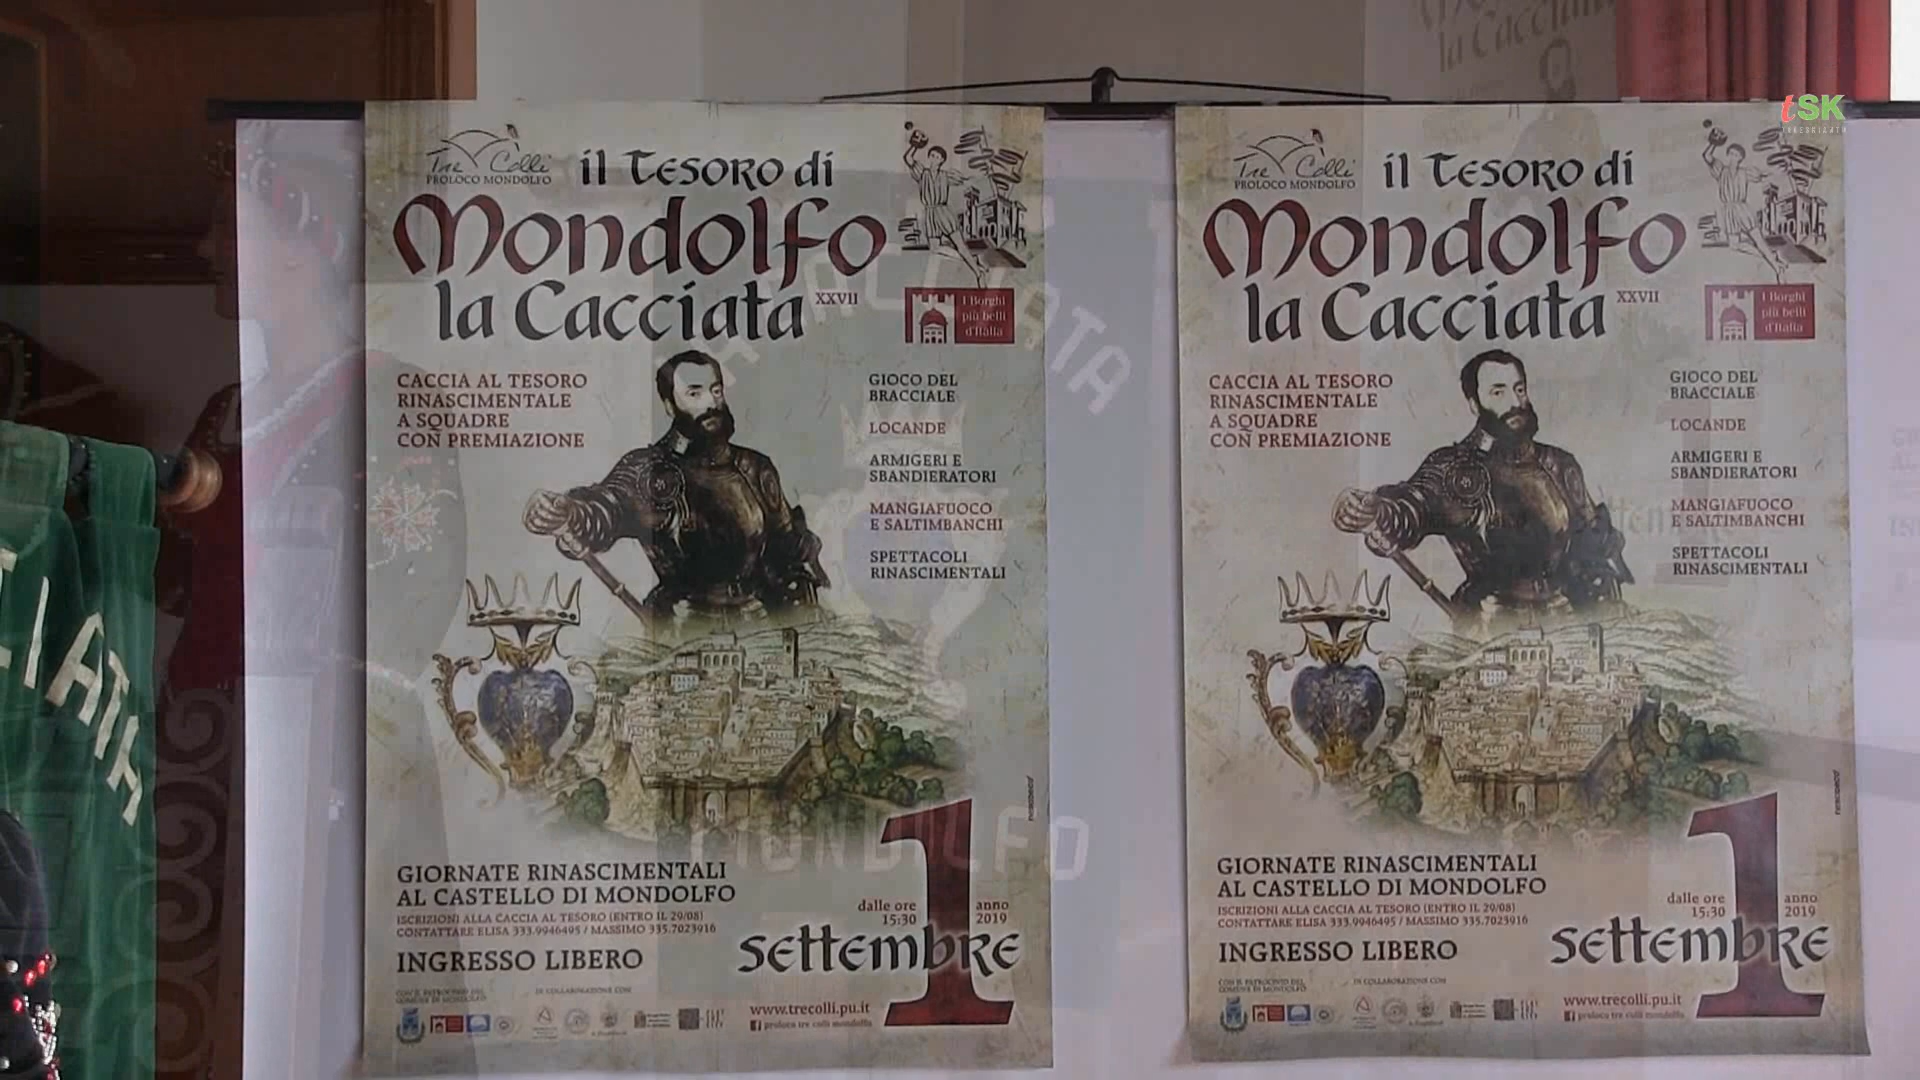 tSK
Tre Colli
PROLOCO MONDOLFO
il Tesoro di
Mondolfo
la Cacciata XXVII
I Borghi
più belli
d'Italia
CACCIA AL TESORO
RINASCIMENTALE
A SQUADRE
CON PREMIAZIONE
GIOCO DEL
BRACCIALE
LOCANDE
ARMIGERI E
SBANDIERATORI
MANGIAFUOCO
E SALTIMBANCHI
SPETTACOLI
RINASCIMENTALI
GIORNATE RINASCIMENTALI
AL CASTELLO DI MONDOLFO
ISCRIZIONI ALLA CACCIA AL TESORO (ENTRO IL 29/08)
CONTATTARE ELISA 333.9946495 / MASSIMO 335.7023916
INGRESSO LIBERO
dalle ore
15:30
1
anno
2019
settembre
CON IL PATROCINIO DEL
COMUNE DI MONDOLFO
IN COLLABORAZIONE CON
www.trecolli.pu.it
proloco tre colli mondolfo
Tre Colli
PROLOCO MONDOLFO
il Tesoro di
Mondolfo
la Cacciata XXVII
I Borghi
più belli
d'Italia
CACCIA AL TESORO
RINASCIMENTALE
A SQUADRE
CON PREMIAZIONE
GIOCO DEL
BRACCIALE
LOCANDE
ARMIGERI E
SBANDIERATORI
MANGIAFUOCO
E SALTIMBANCHI
SPETTACOLI
RINASCIMENTALI
GIORNATE RINASCIMENTALI
AL CASTELLO DI MONDOLFO
ISCRIZIONI ALLA CACCIA AL TESORO (ENTRO IL 29/08)
CONTATTARE ELISA 333.9946495 / MASSIMO 335.7023916
INGRESSO LIBERO
dalle ore
15:30
1
anno
2019
settembre
CON IL PATROCINIO DEL
COMUNE DI MONDOLFO
IN COLLABORAZIONE CON
www.trecolli.pu.it
proloco tre colli mondolfo
la Cacciata
MONDOLFO